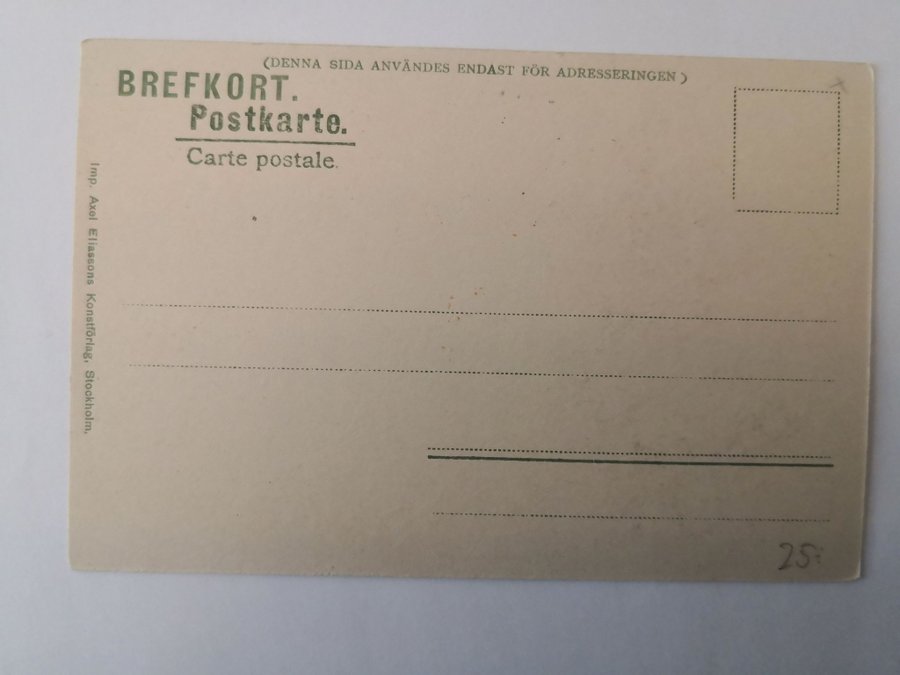 (DENNA SIDA ANVÄNDES ENDAST FÖR ADRESSERINGEN)
BREFKORT.
Postkarte.
Carte postale.
Imp. Axel Eliassons Konstförlag, Stockholm.
25: